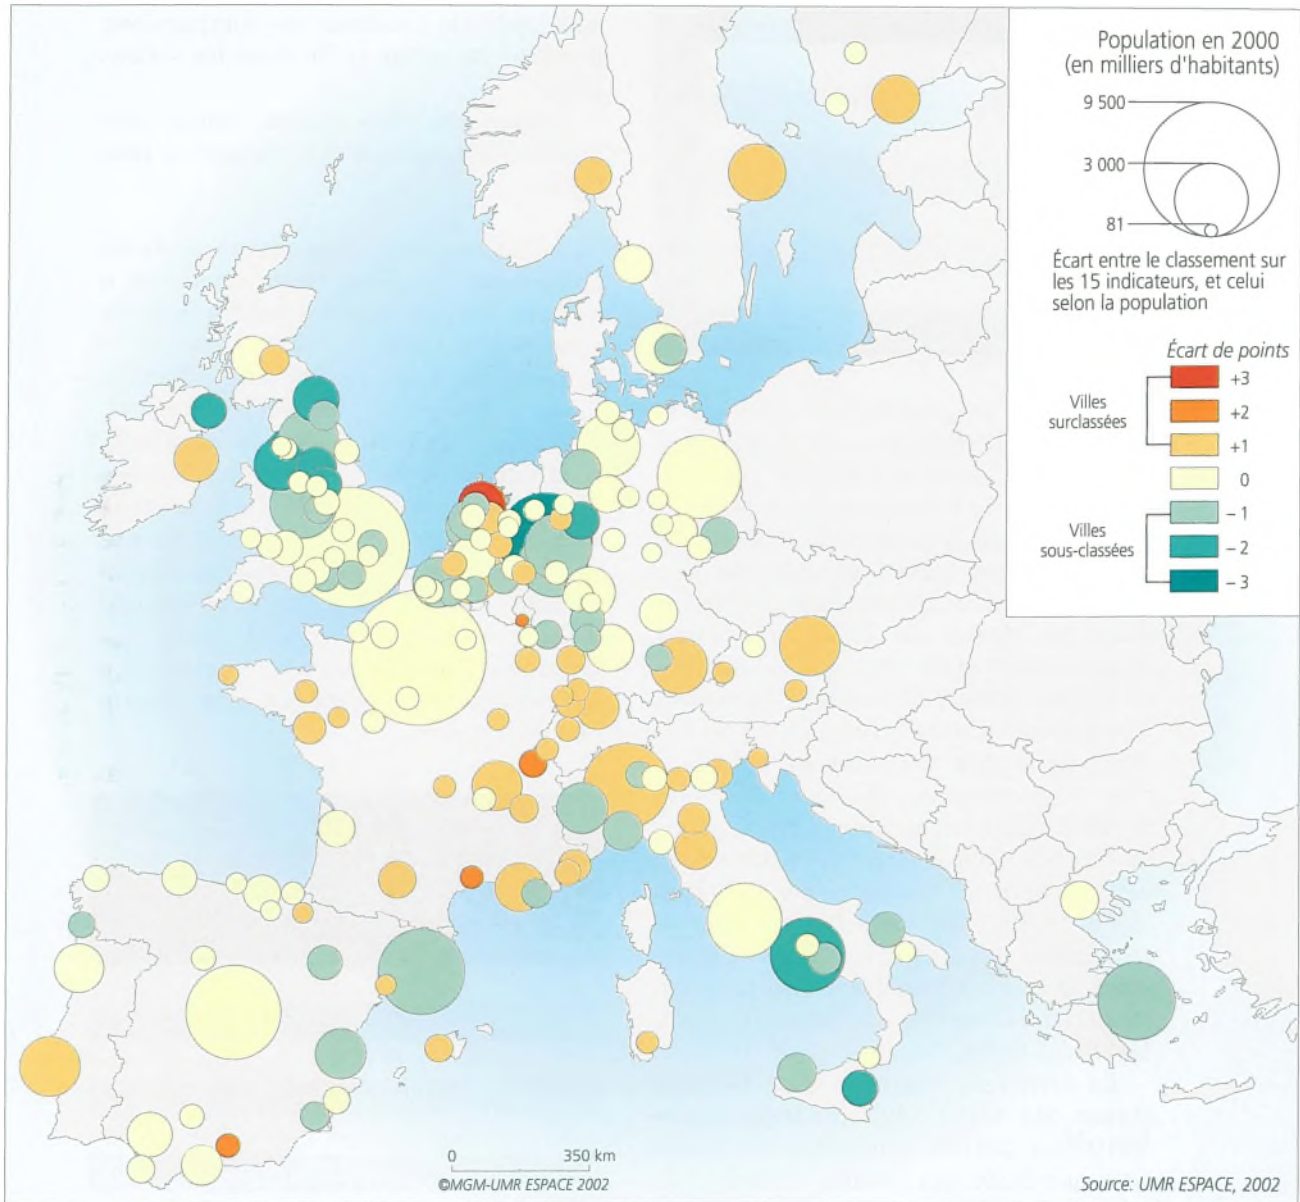 Population en 2000
(en milliers d'habitants)
9 500
3 000
81
Écart entre le classement sur
les 15 indicateurs, et celui
selon la population
Écart de points
Villes
surclassées
+3
+2
+1
0
Villes
sous-classées
– 1
– 2
– 3
0 350 km
©MGM-UMR ESPACE 2002
Source: UMR ESPACE, 2002